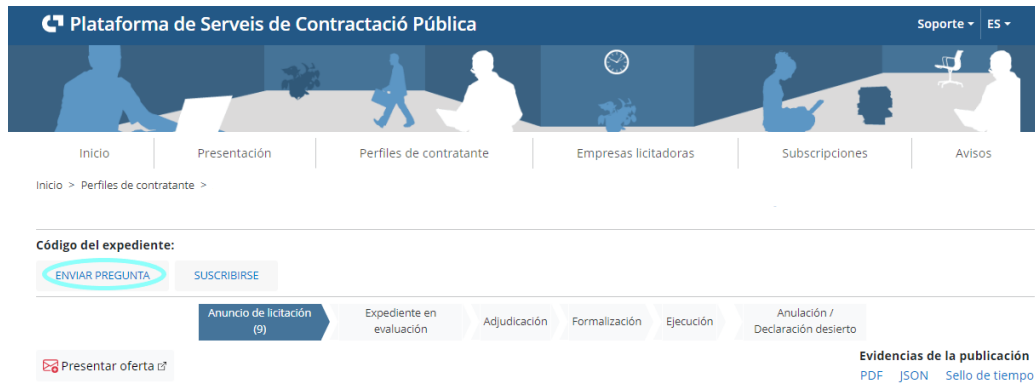 Plataforma de Serveis de Contractació Pública
Soporte ES
Inicio Presentación Perfiles de contratante Empresas licitadoras Subscripciones Avisos
Inicio > Perfiles de contratante >
Código del expediente:
ENVIAR PREGUNTA SUSCRIBIRSE
Anuncio de licitación
(9)
Expediente en
evaluación
Adjudicación
Formalización
Ejecución
Anulación /
Declaración desierto
Presentar oferta
Evidencias de la publicación
PDF JSON Sello de tiempo